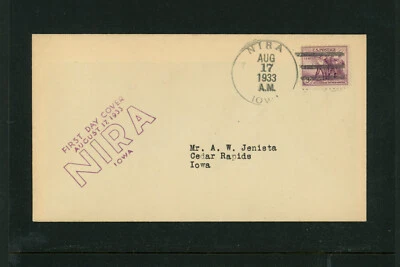 NIRA
AUG
17
1933
A.M.
IOWA
FIRST DAY COVER
AUGUST 17, 1933
NIRA
IOWA
Mr. A. W. Jenista
Cedar Rapids
Iowa